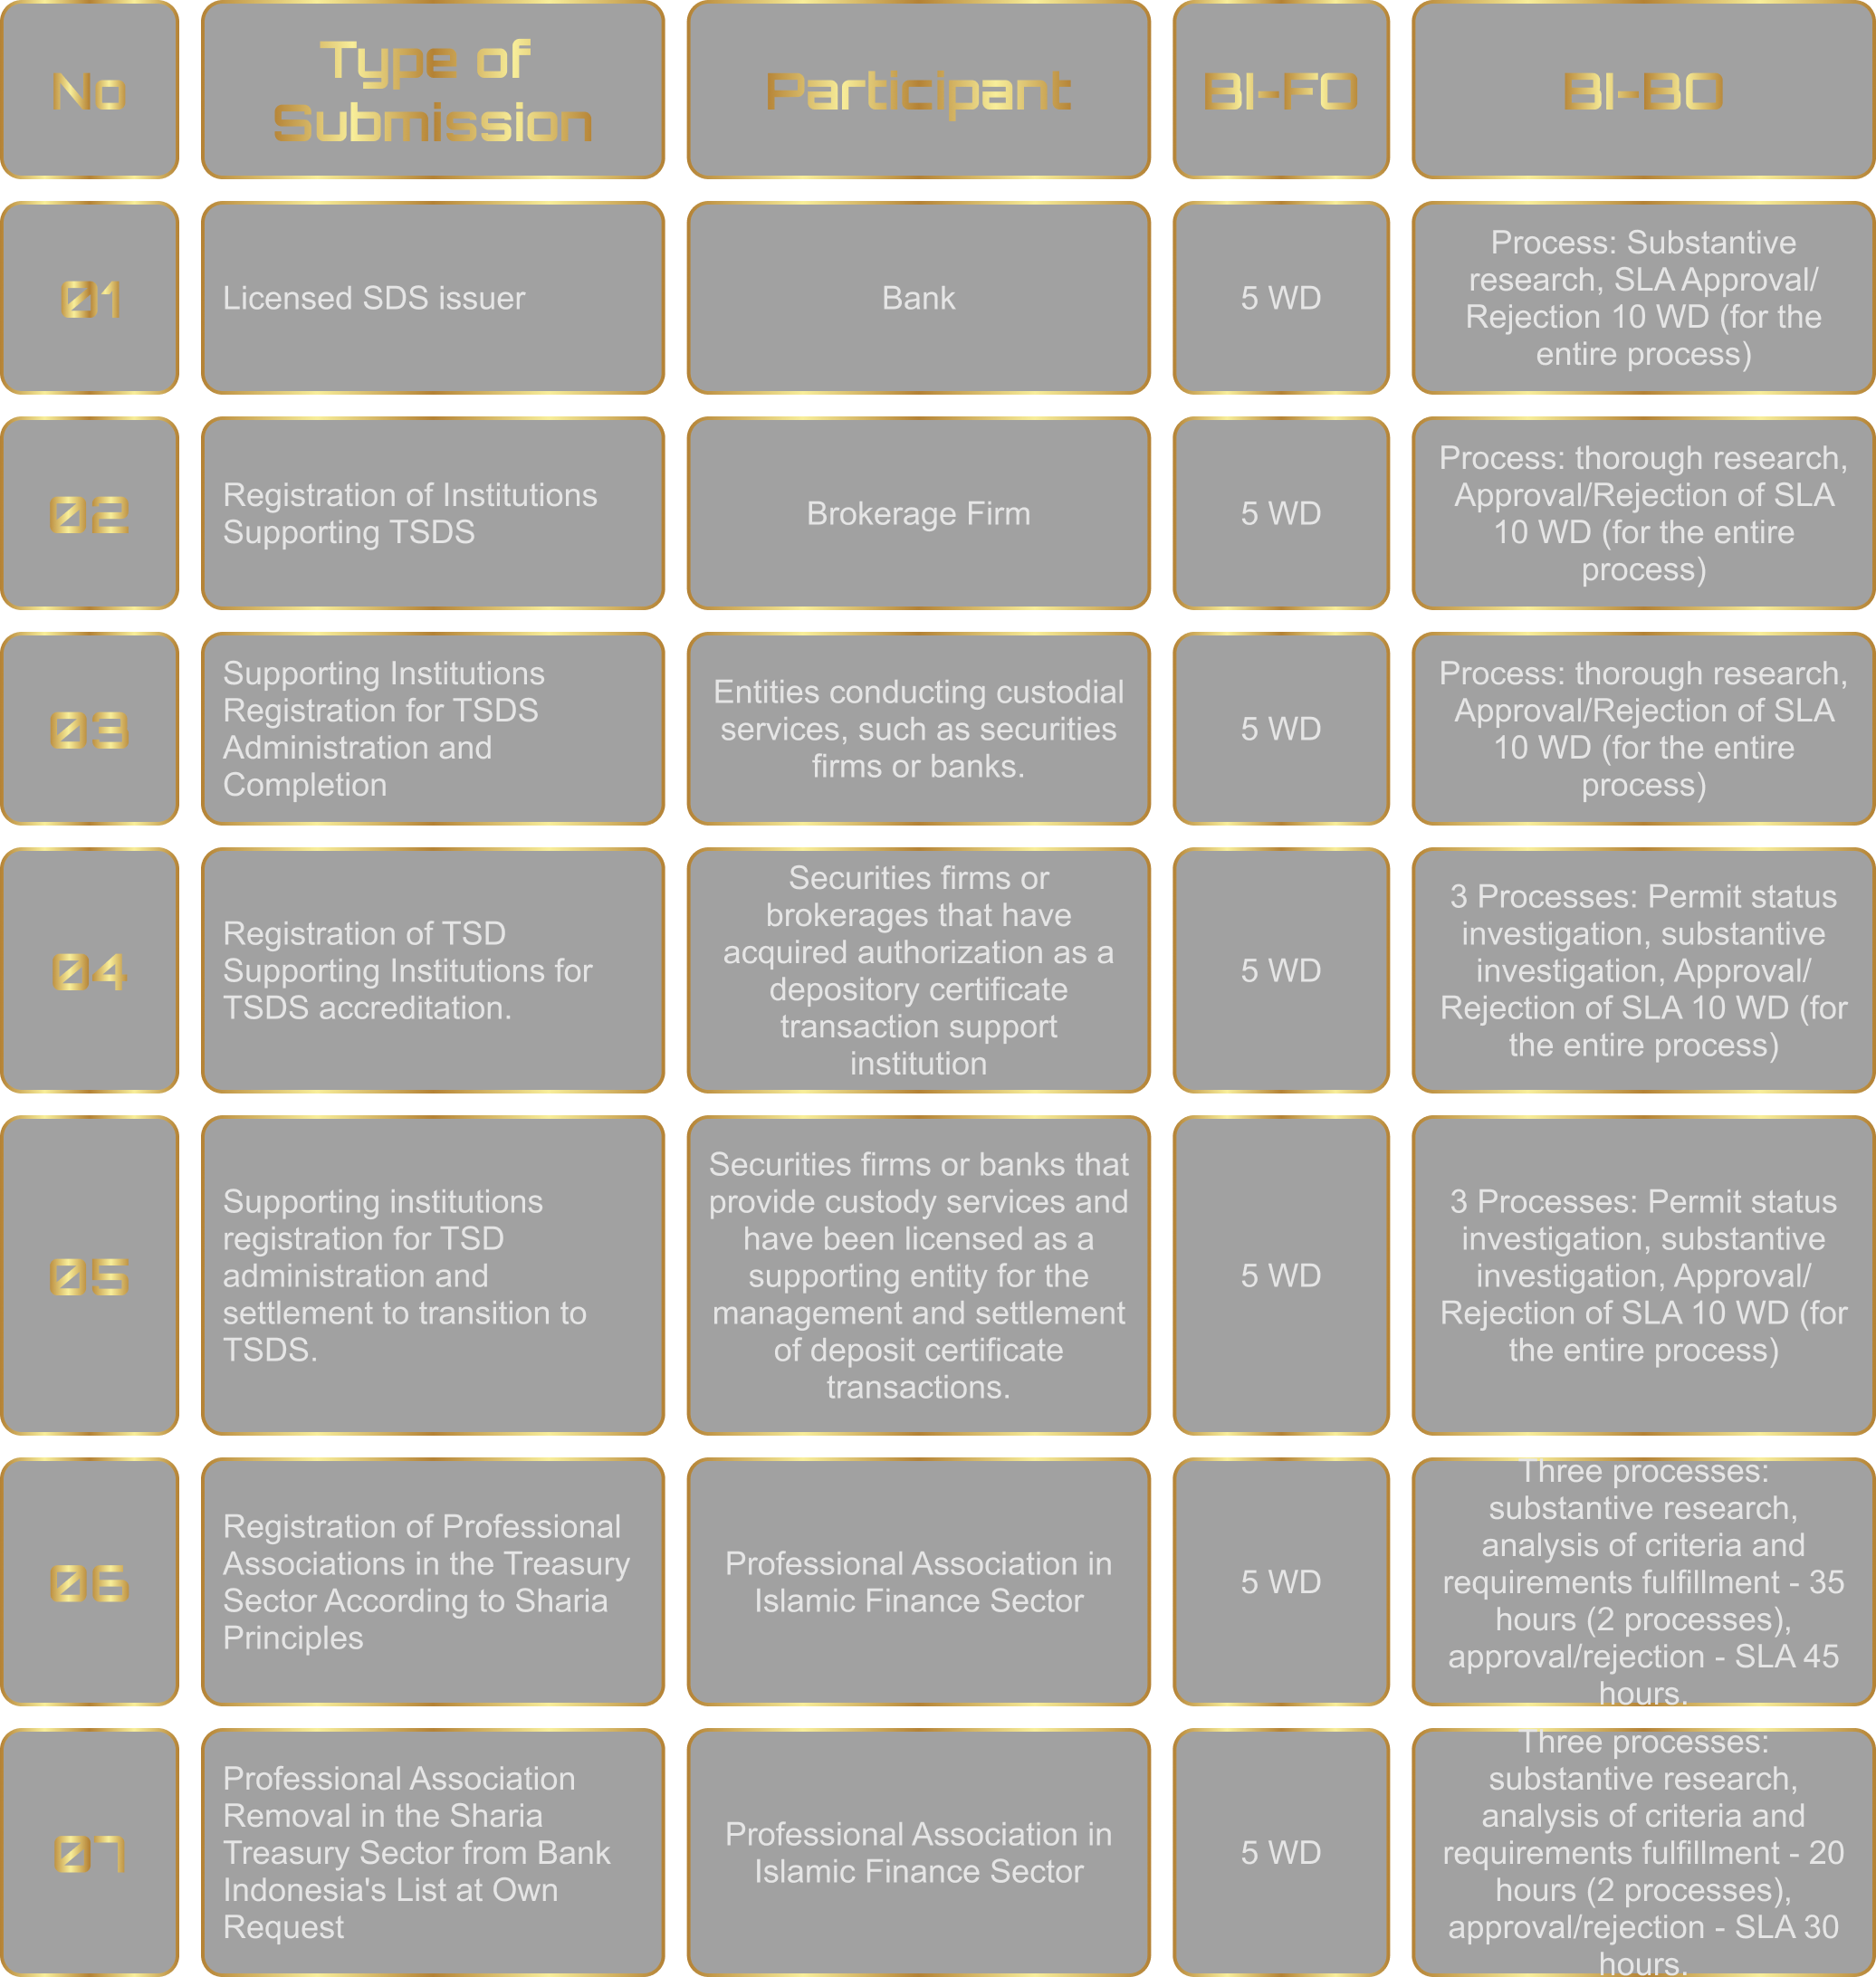 No
Type of
Submission
Participant
BI-FO
BI-BO
01
Licensed SDS issuer
Bank
5 WD
Process: Substantive
research, SLA Approval/
Rejection 10 WD (for the
entire process)
02
Registration of Institutions
Supporting TSDS
Brokerage Firm
5 WD
Process: thorough research,
Approval/Rejection of SLA
10 WD (for the entire
process)
03
Supporting Institutions
Registration for TSDS
Administration and
Completion
Entities conducting custodial
services, such as securities
firms or banks.
5 WD
Process: thorough research,
Approval/Rejection of SLA
10 WD (for the entire
process)
04
Registration of TSD
Supporting Institutions for
TSDS accreditation.
Securities firms or
brokerages that have
acquired authorization as a
depository certificate
transaction support
institution
5 WD
3 Processes: Permit status
investigation, substantive
investigation, Approval/
Rejection of SLA 10 WD (for
the entire process)
05
Supporting institutions
registration for TSD
administration and
settlement to transition to
TSDS.
Securities firms or banks that
provide custody services and
have been licensed as a
supporting entity for the
management and settlement
of deposit certificate
transactions.
5 WD
3 Processes: Permit status
investigation, substantive
investigation, Approval/
Rejection of SLA 10 WD (for
the entire process)
06
Registration of Professional
Associations in the Treasury
Sector According to Sharia
Principles
Professional Association in
Islamic Finance Sector
5 WD
Three processes:
substantive research,
analysis of criteria and
requirements fulfillment - 35
hours (2 processes),
approval/rejection - SLA 45
hours.
07
Professional Association
Removal in the Sharia
Treasury Sector from Bank
Indonesia's List at Own
Request
Professional Association in
Islamic Finance Sector
5 WD
Three processes:
substantive research,
analysis of criteria and
requirements fulfillment - 20
hours (2 processes),
approval/rejection - SLA 30
hours.